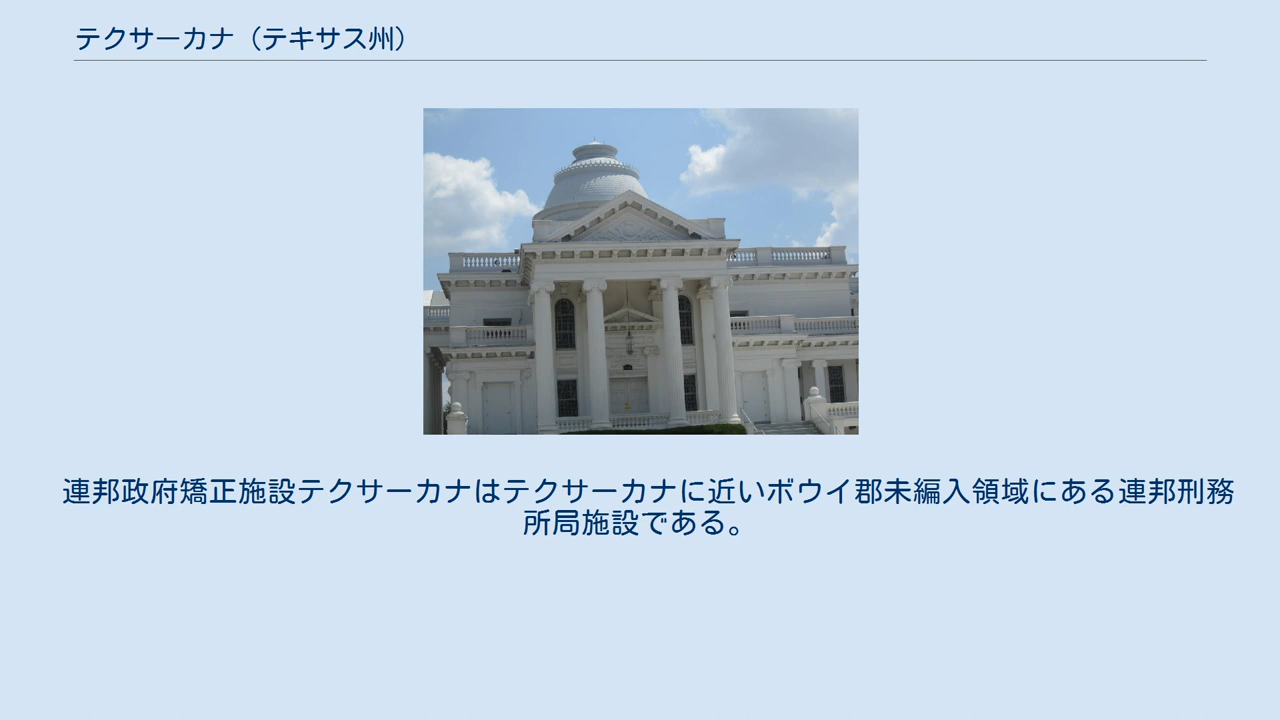 テクサーカナ（テキサス州）
連邦政府矯正施設テクサーカナはテクサーカナに近いボウイ郡未編入領域にある連邦刑務
所局施設である。